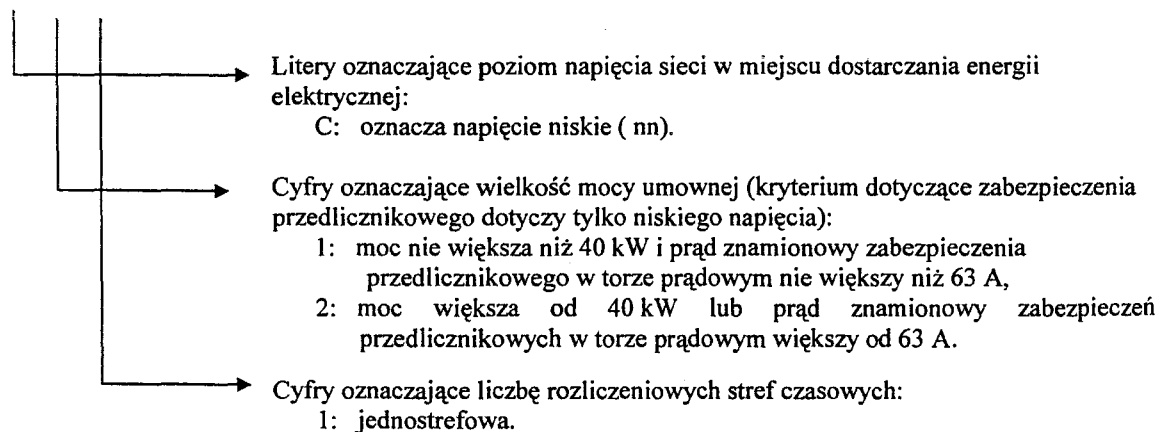 Litery oznaczające poziom napięcia sieci w miejscu dostarczania energii
elektrycznej:
C: oznacza napięcie niskie ( nn).
Cyfry oznaczające wielkość mocy umownej (kryterium dotyczące zabezpieczenia
przedlicznikowego dotyczy tylko niskiego napięcia):
1: moc nie większa niż 40 kW i prąd znamionowy zabezpieczenia
przedlicznikowego w torze prądowym nie większy niż 63 A,
2: moc większa od 40 kW lub prąd znamionowy zabezpieczeń
przedlicznikowych w torze prądowym większy od 63 A.
Cyfry oznaczające liczbę rozliczeniowych stref czasowych:
1: jednostrefowa.